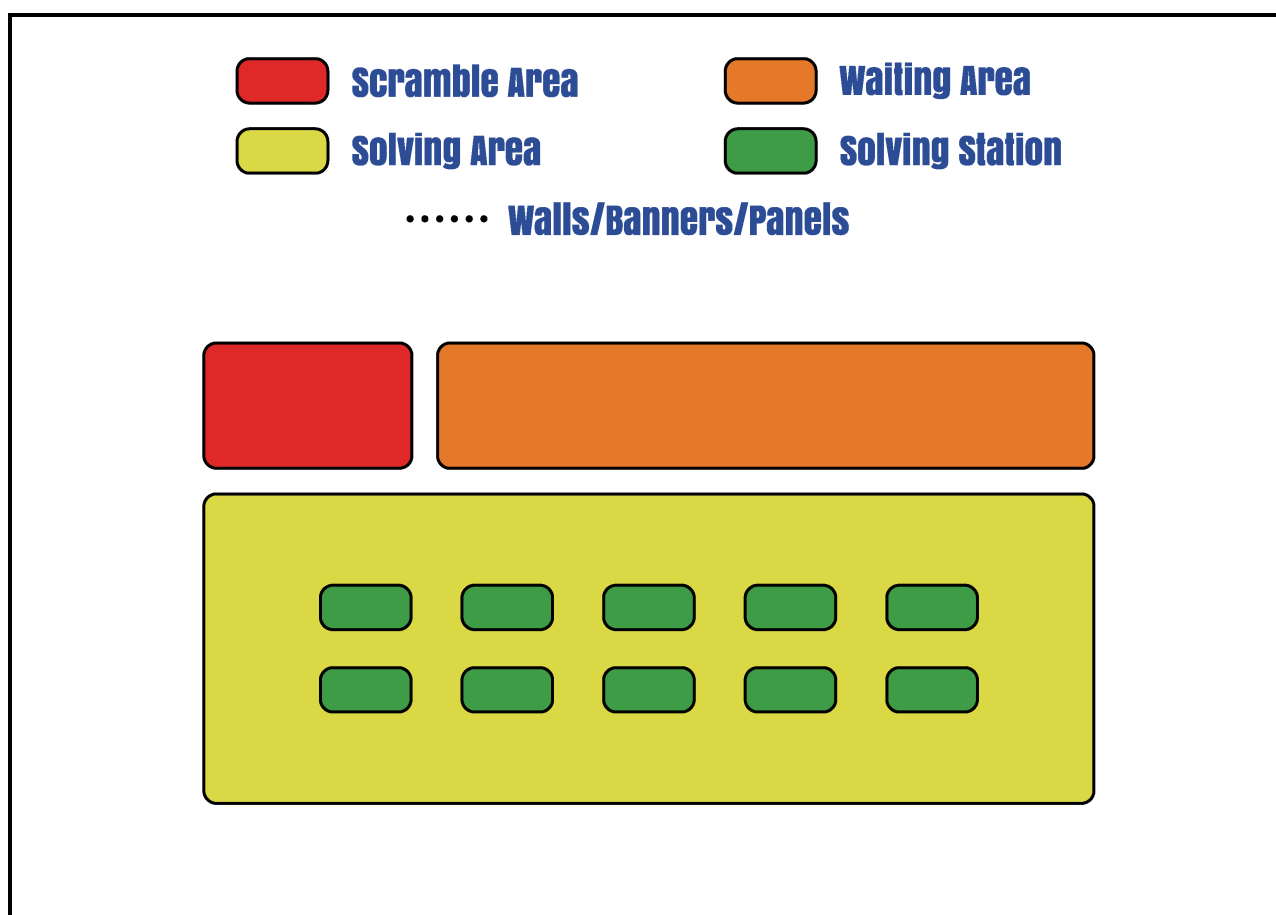 Scramble Area
Waiting Area
Solving Area
Solving Station
Walls/Banners/Panels